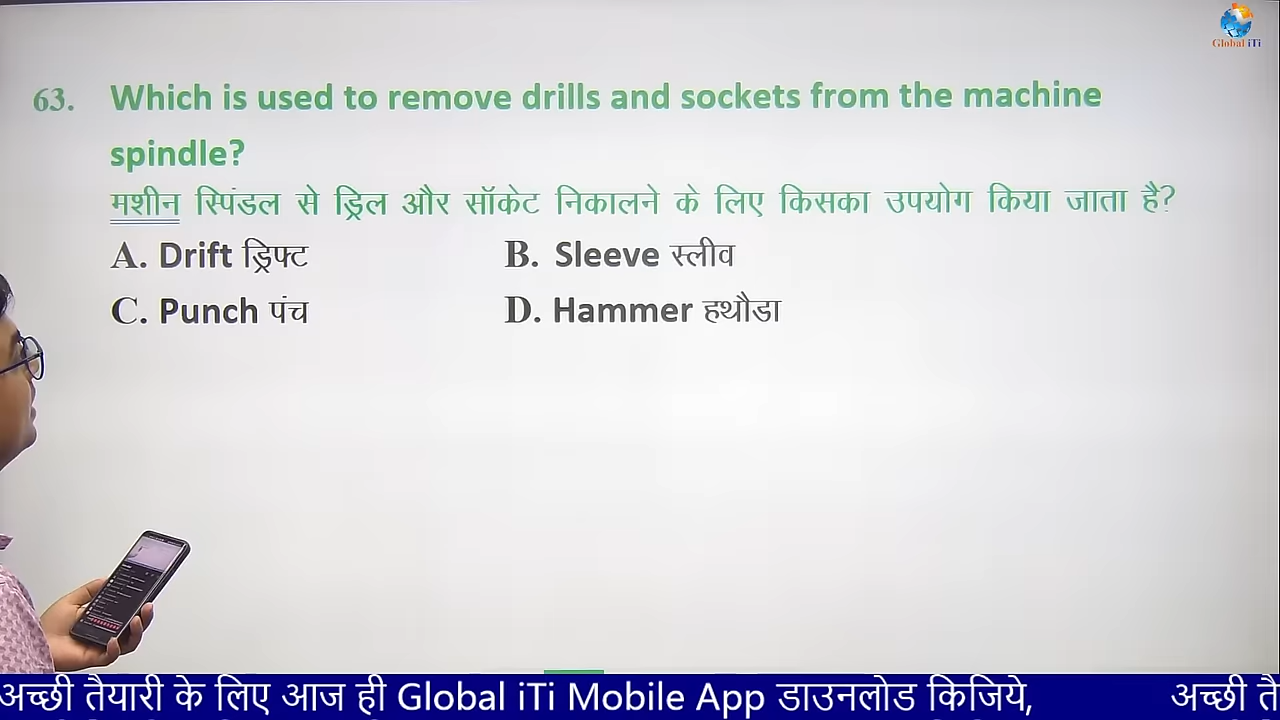 Global iTi
63. Which is used to remove drills and sockets from the machine
spindle?
मशीन स्पिंडल से ड्रिल और सॉकेट निकालने के लिए किसका उपयोग किया जाता है?
A. Drift ड्रिफ्ट B. Sleeve स्लीव
C. Punch पंच D. Hammer हथौडा
अच्छी तैयारी के लिए आज ही Global iTi Mobile App डाउनलोड किजिये, अच्छी तै